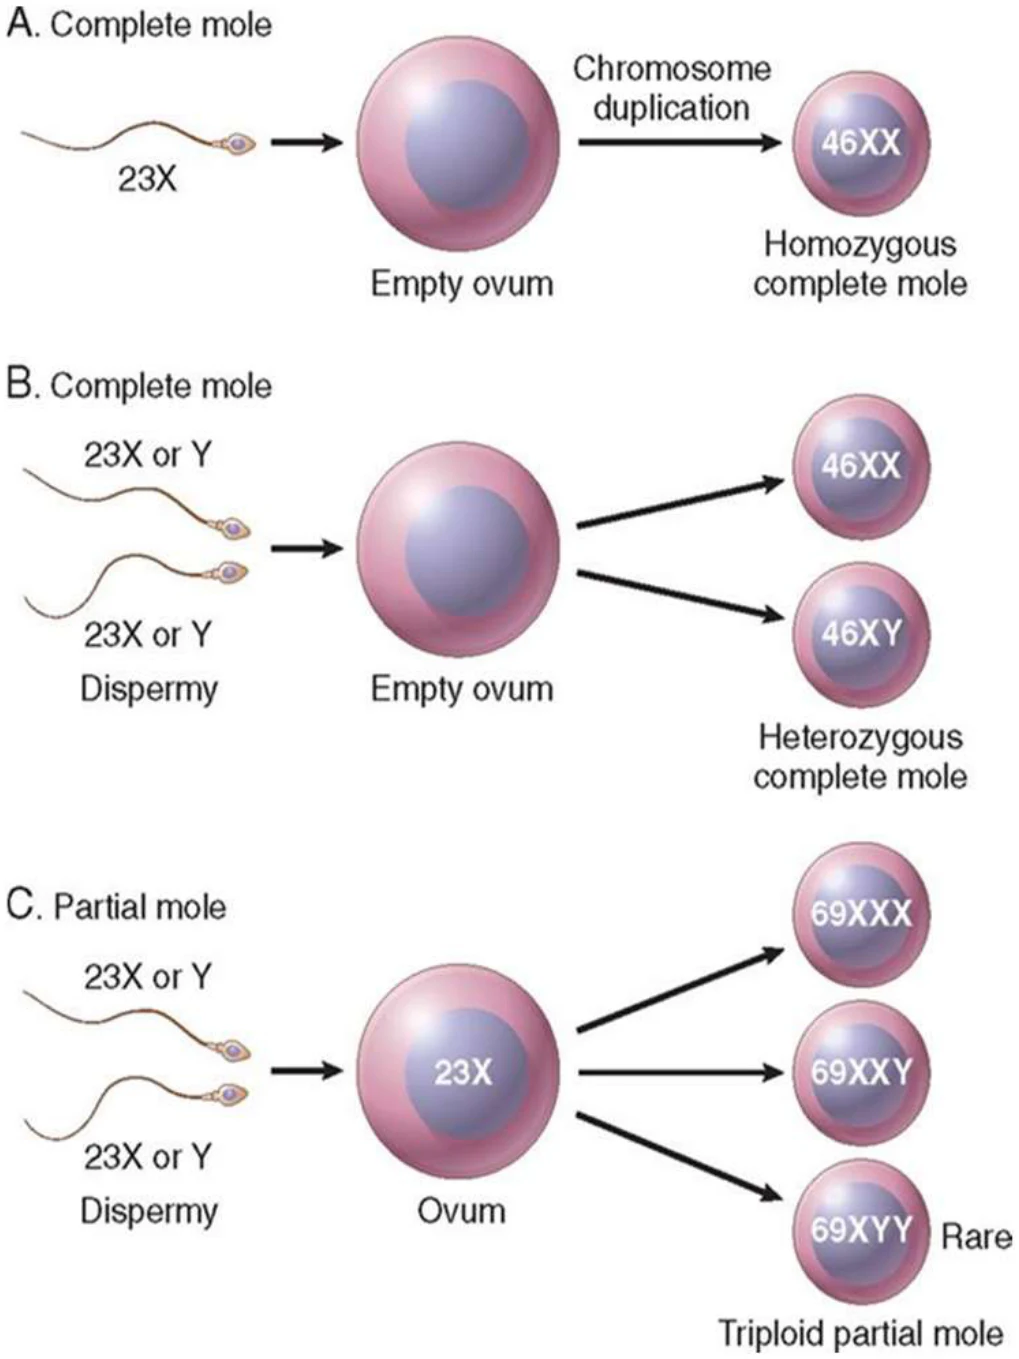 A. Complete mole
23X
Empty ovum
Chromosome
duplication
46XX
Homozygous
complete mole
B. Complete mole
23X or Y
23X or Y
Dispermy
Empty ovum
46XX
46XY
Heterozygous
complete mole
C. Partial mole
23X or Y
23X or Y
Dispermy
23X
Ovum
69XXX
69XXY
69XYY Rare
Triploid partial mole